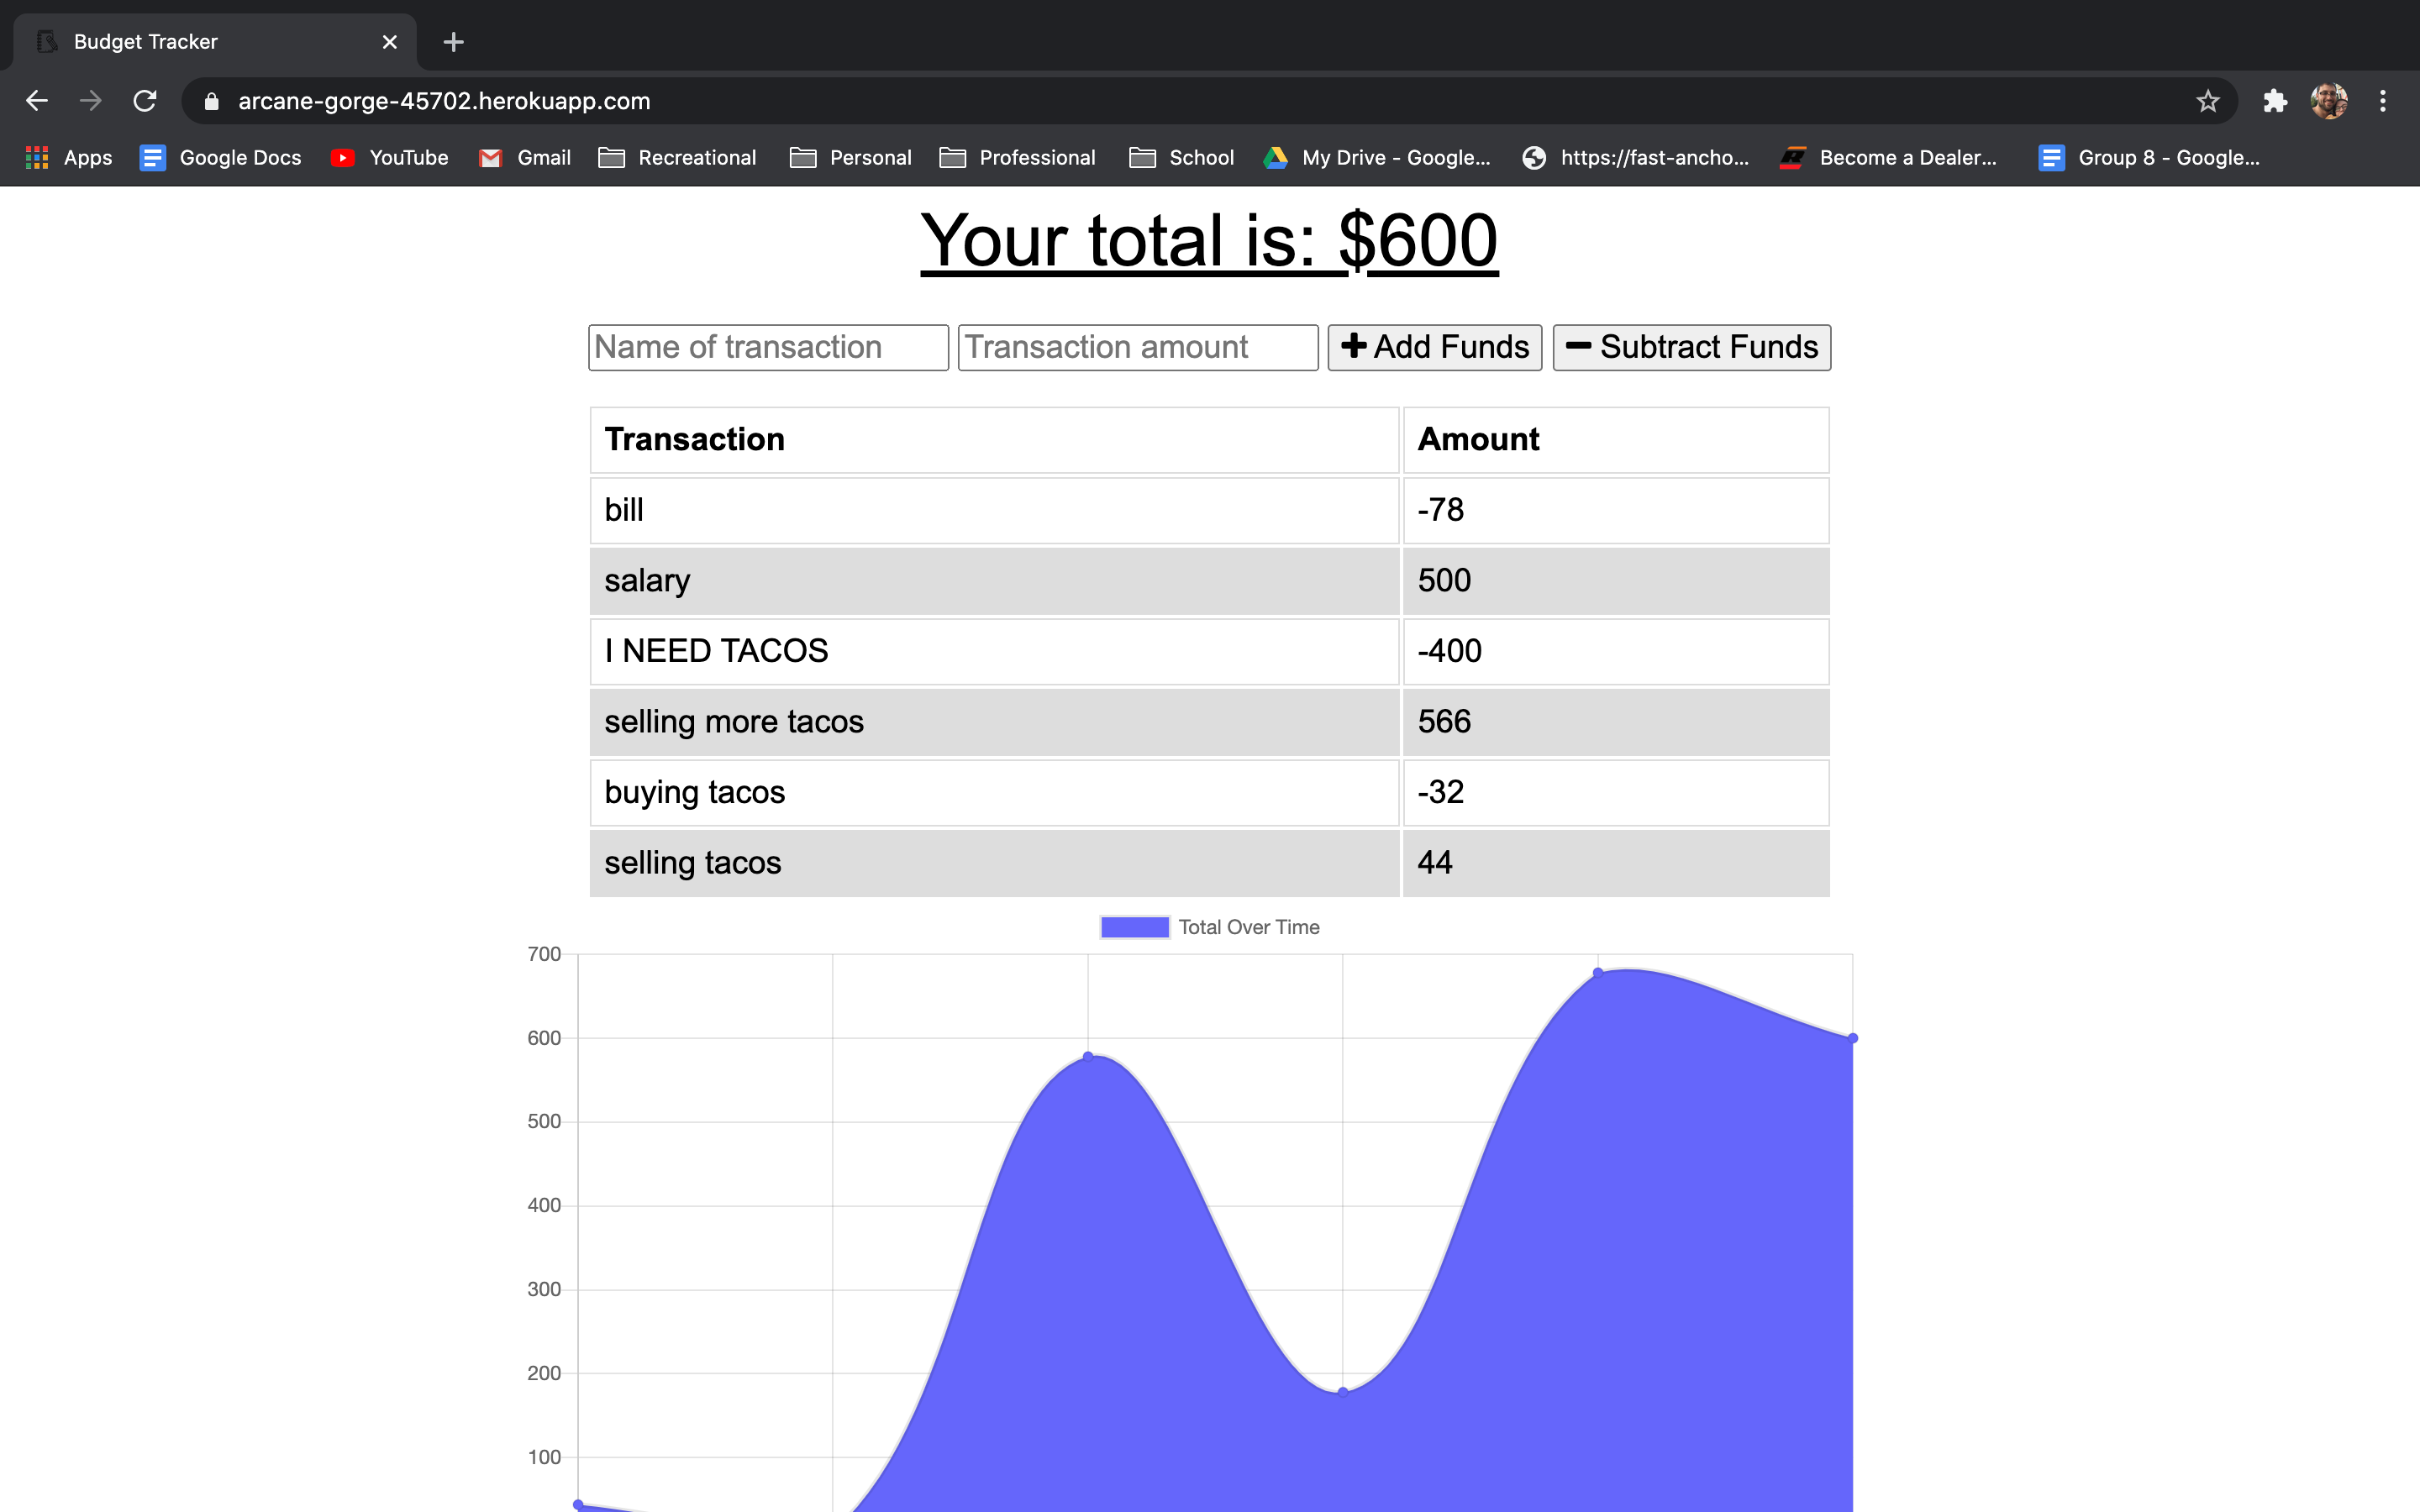 Budget Tracker
arcane-gorge-45702.herokuapp.com
Apps Google Docs YouTube Gmail Recreational Personal Professional School My Drive - Google... https://fast-ancho... Become a Dealer... Group 8 - Google...
Your total is: $600
Name of transaction Transaction amount Add Funds Subtract Funds
Transaction Amount
bill -78
salary 500
I NEED TACOS -400
selling more tacos 566
buying tacos -32
selling tacos 44
Total Over Time
700
600
500
400
300
200
100